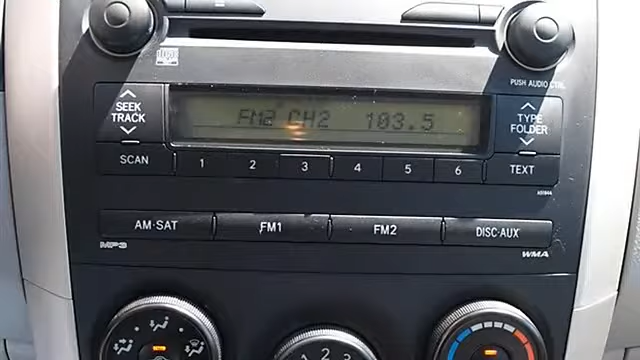 PUSH AUDIO CTRL
SEEK
TRACK
FM2 CH2 103.5
TYPE
FOLDER
SCAN
1 2 3 4 5 6
TEXT
AM·SAT
FM1
FM2
DISC·AUX
MP3
WMA
2